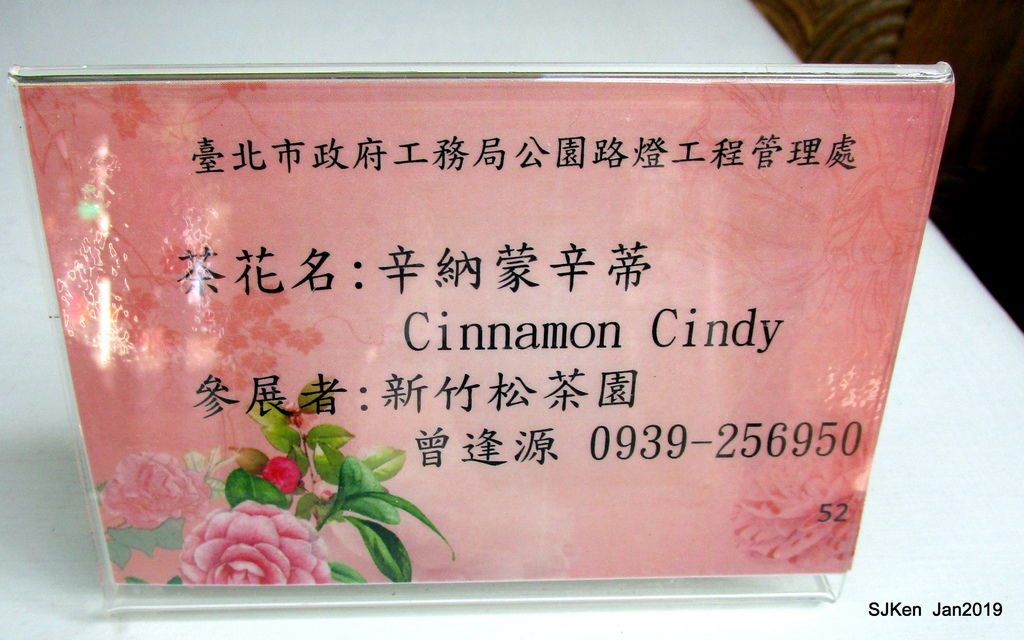 臺北市政府工務局公園路燈工程管理處
茶花名:辛納蒙辛蒂
Cinnamon Cindy
參展者:新竹松茶園
曾逢源 0939-256950
52
SJKen Jan2019